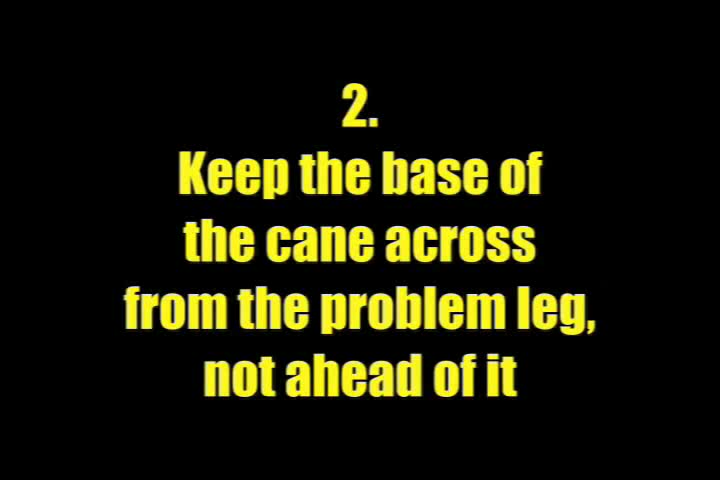 2.
Keep the base of
the cane across
from the problem leg,
not ahead of it